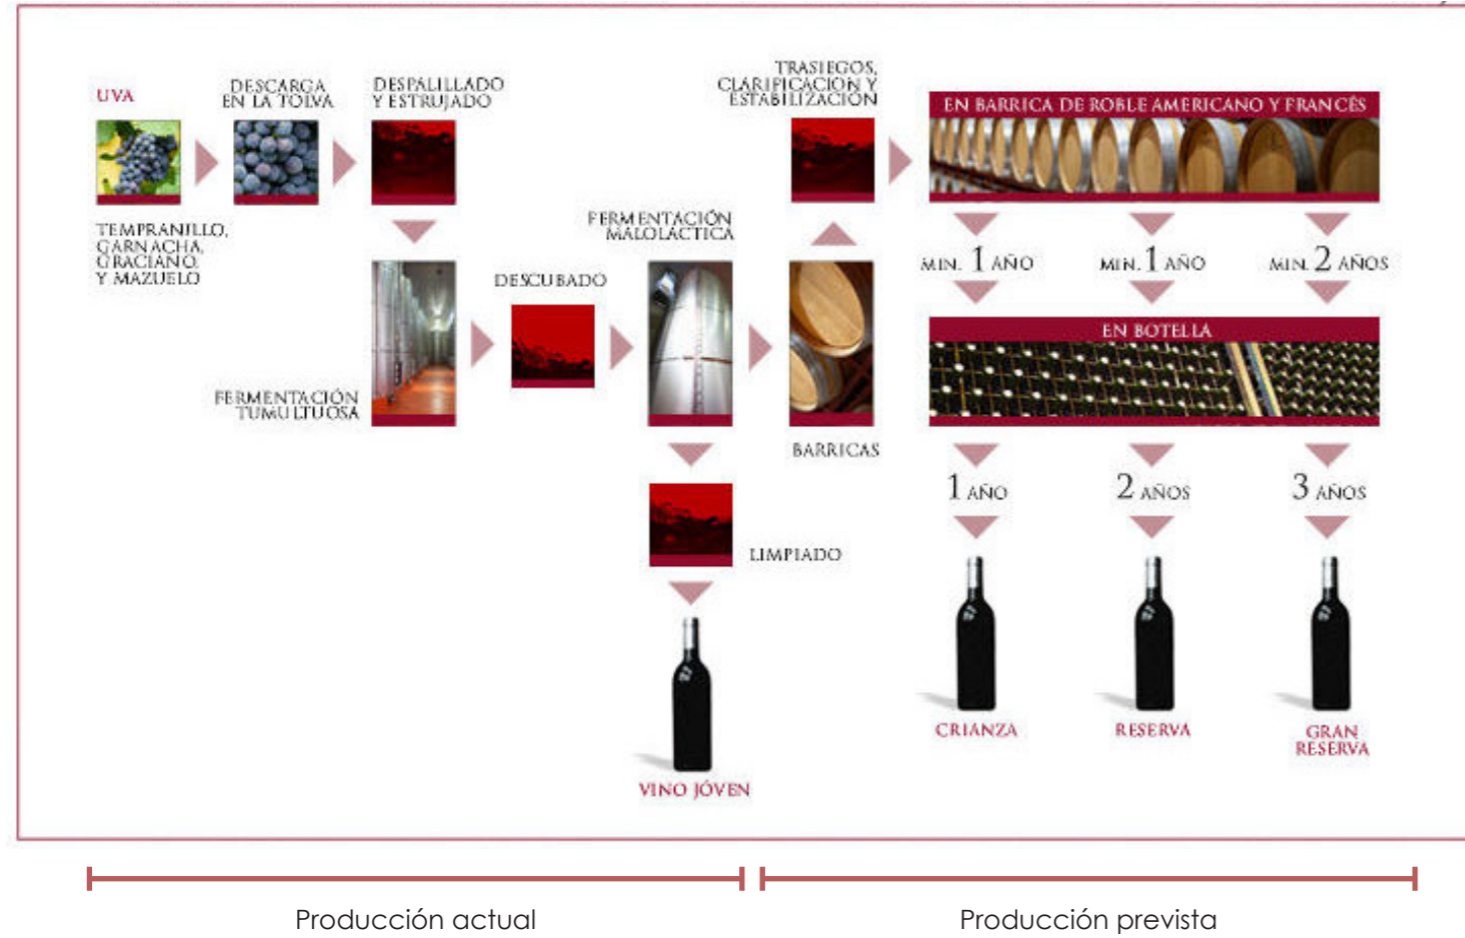 UVA
TEMPRANILLO,
GARNACHA,
GRACIANO,
Y MAZUELO
DESCARGA
EN LA TOLVA
DESPALILLADO
Y ESTRUJADO
FERMENTACIÓN
TUMULTUOSA
DESCUBADO
FERMENTACIÓN
MALOLÁCTICA
LIMPIADO
VINO JÓVEN
BARRICAS
TRASIEGOS,
CLARIFICACION Y
ESTABILIZACIÓN
EN BARRICA DE ROBLE AMERICANO Y FRANCÉS
MIN. 1 AÑO
MIN. 1 AÑO
MIN. 2 AÑOS
EN BOTELLA
1 AÑO
2 AÑOS
3 AÑOS
CRIANZA
RESERVA
GRAN
RESERVA
Producción actual
Producción prevista